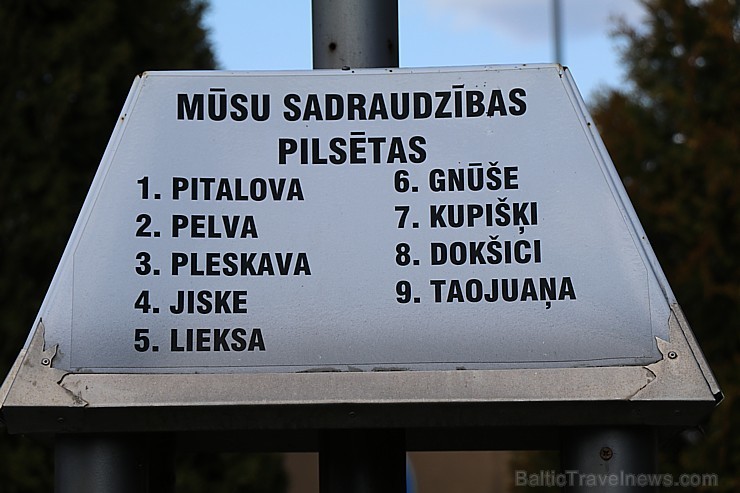 MŪSU SADRAUDZĪBAS
PILSĒTAS
1. PITALOVA
2. PELVA
3. PLESKAVA
4. JISKE
5. LIEKSA
6. GNŪŠE
7. KUPIŠĶI
8. DOKŠICI
9. TAOJUAŅA
BalticTravelnews.com